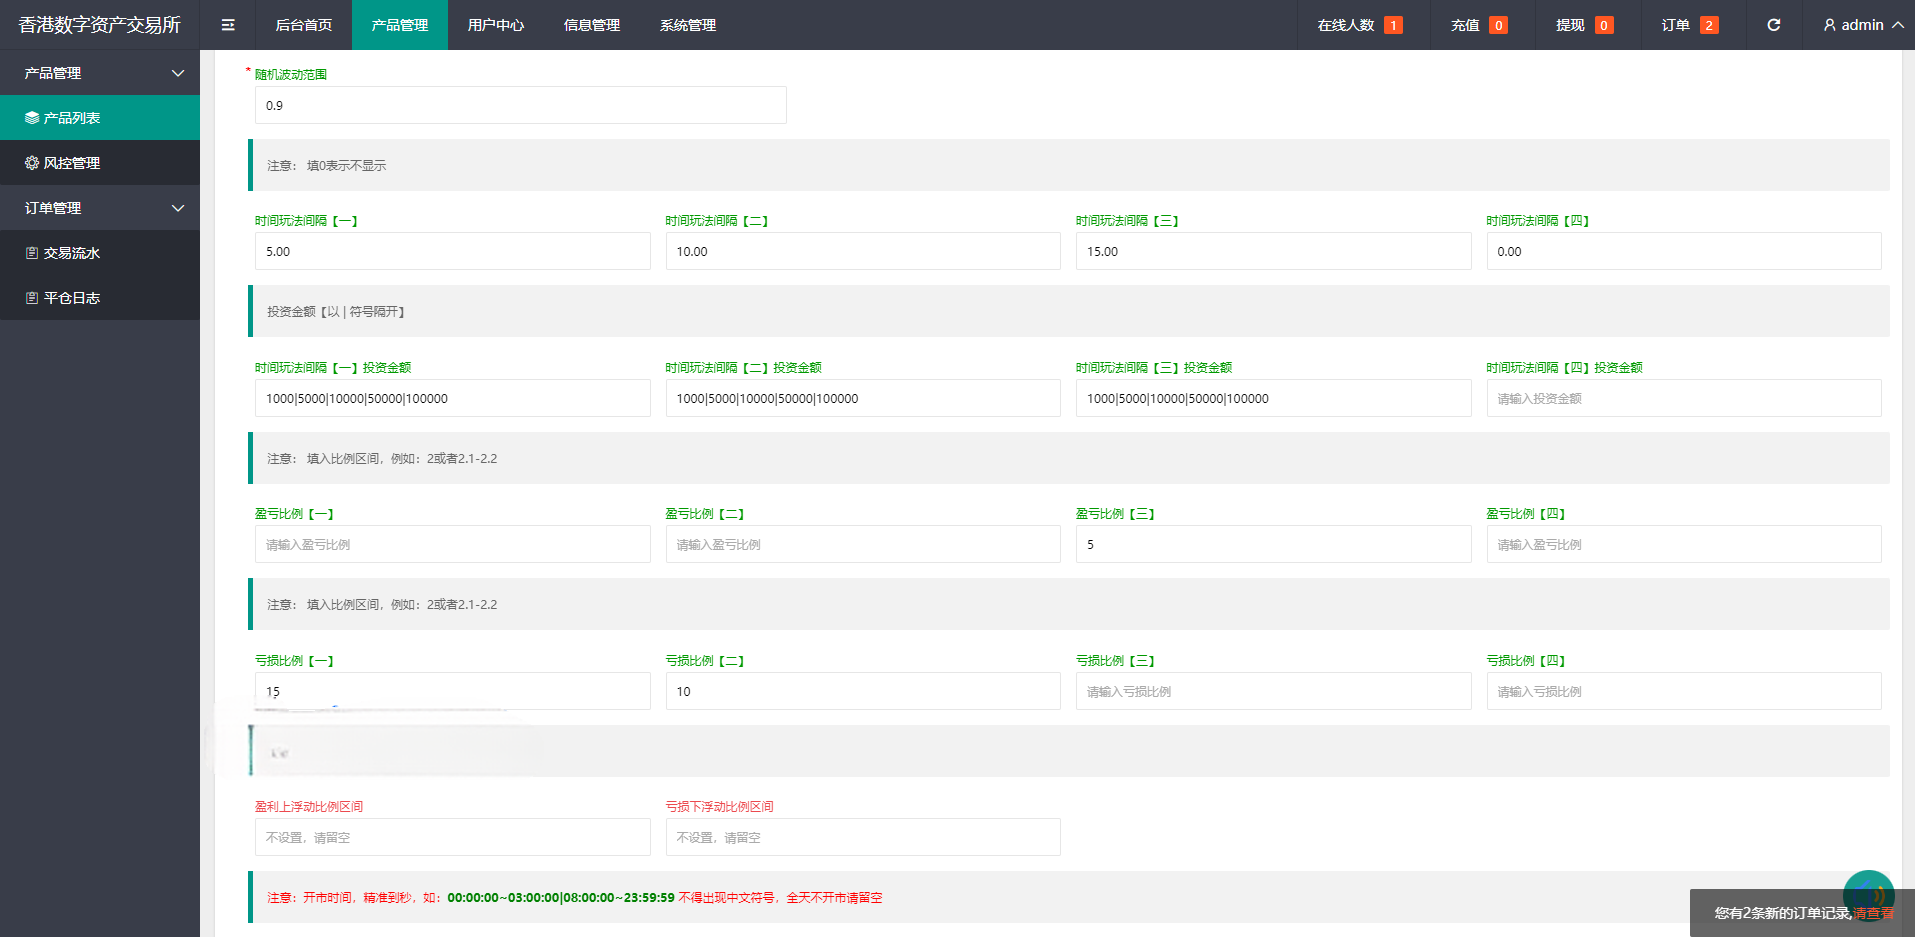 香港数字资产交易所
后台首页 产品管理 用户中心 信息管理 系统管理 在线人数 1 充值 0 提现 0 订单 2 admin
产品管理
产品列表
风控管理
订单管理
交易流水
平仓日志
* 随机波动范围
0.9
注意： 填0表示不显示
时间玩法间隔【一】 时间玩法间隔【二】 时间玩法间隔【三】 时间玩法间隔【四】
5.00 10.00 15.00 0.00
投资金额【以 | 符号隔开】
时间玩法间隔【一】投资金额 时间玩法间隔【二】投资金额 时间玩法间隔【三】投资金额 时间玩法间隔【四】投资金额
1000|5000|10000|50000|100000 1000|5000|10000|50000|100000 1000|5000|10000|50000|100000 请输入投资金额
注意： 填入比例区间，例如：2或者2.1-2.2
盈亏比例【一】 盈亏比例【二】 盈亏比例【三】 盈亏比例【四】
请输入盈亏比例 请输入盈亏比例 5 请输入盈亏比例
注意： 填入比例区间，例如：2或者2.1-2.2
亏损比例【一】 亏损比例【二】 亏损比例【三】 亏损比例【四】
15 10 请输入亏损比例 请输入亏损比例
盈利上浮动比例区间 亏损下浮动比例区间
不设置，请留空 不设置，请留空
注意：开市时间，精准到秒，如：00:00:00~03:00:00|08:00:00~23:59:59 不得出现中文符号，全天不开市请留空
您有2条新的订单记录,请查看